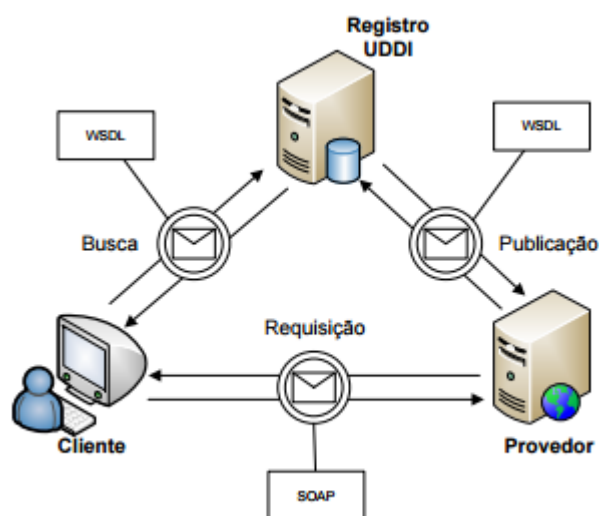 Registro
UDDI
WSDL
WSDL
Busca
Publicação
Requisição
Cliente
Provedor
SOAP